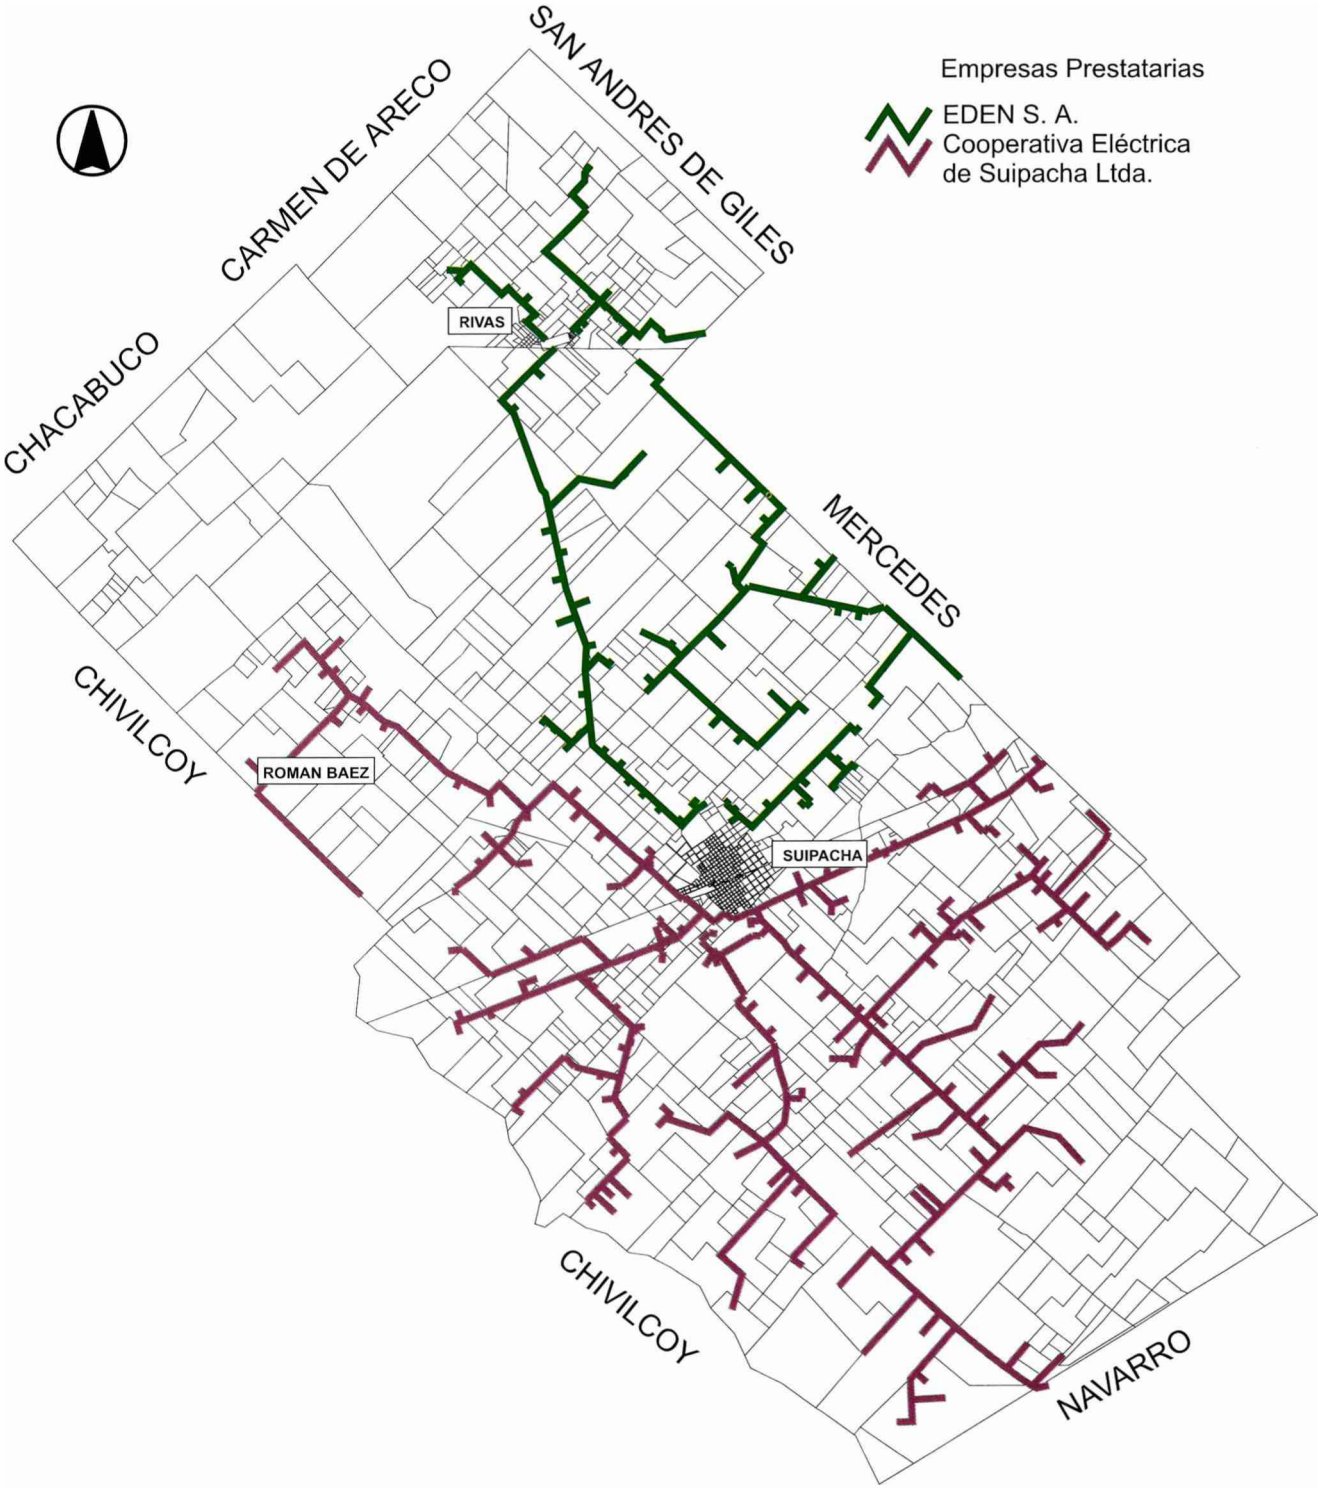 SAN ANDRES DE GILES
CARMEN DE ARECO
Empresas Prestatarias
EDEN S. A.
Cooperativa Eléctrica
de Suipacha Ltda.
RIVAS
CHACABUCO
MERCEDES
CHIVILCOY
ROMAN BAEZ
SUIPACHA
CHIVILCOY
NAVARRO